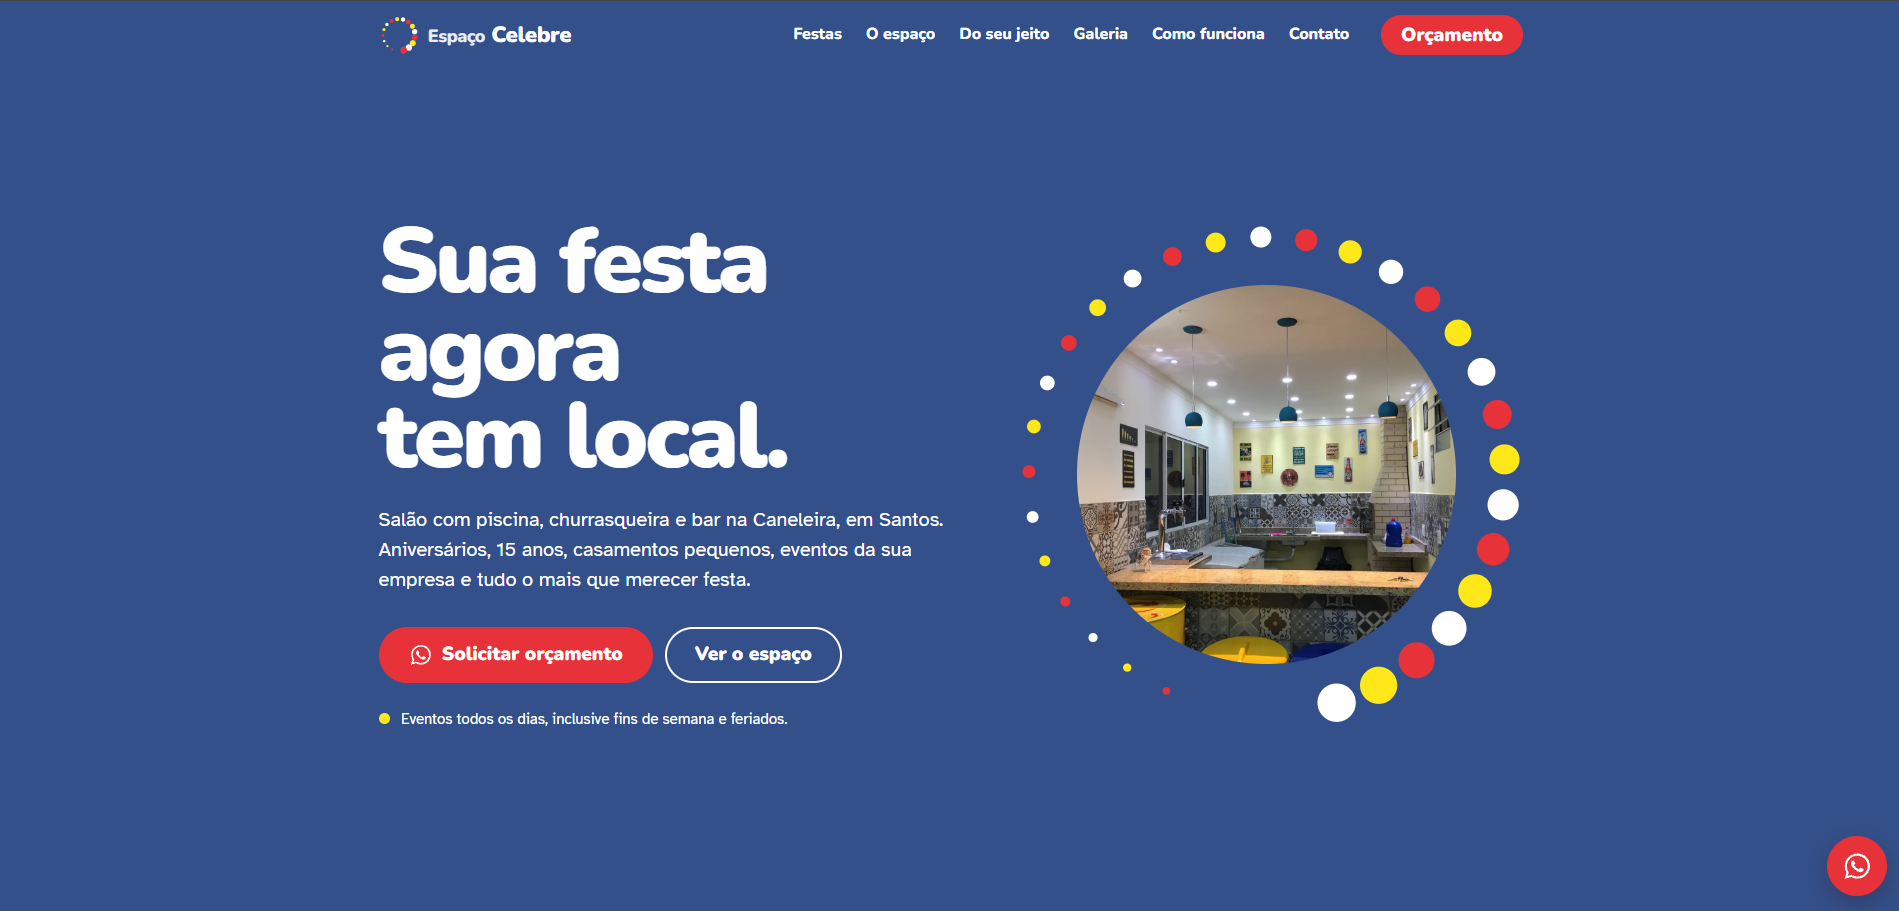 Espaço Celebre
Festas
O espaço
Do seu jeito
Galeria
Como funciona
Contato
Orçamento
Sua festa
agora
tem local.
Salão com piscina, churrasqueira e bar na Caneleira, em Santos.
Aniversários, 15 anos, casamentos pequenos, eventos da sua
empresa e tudo o mais que merecer festa.
Solicitar orçamento
Ver o espaço
Eventos todos os dias, inclusive fins de semana e feriados.